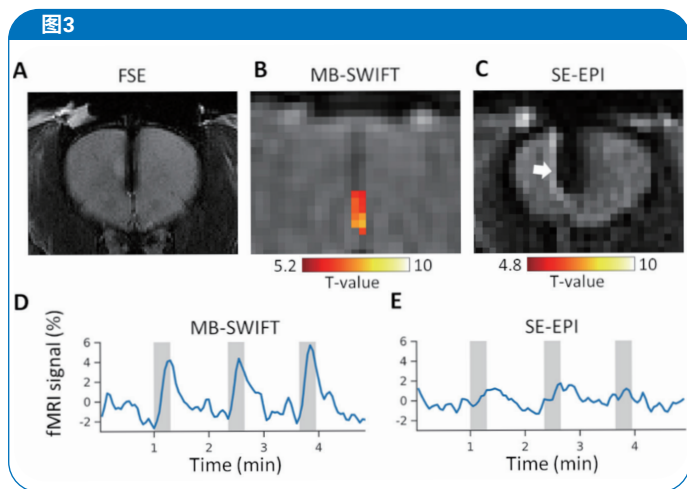 图3
A FSE B MB-SWIFT C SE-EPI
5.2 10 4.8 10
T-value T-value
D MB-SWIFT E SE-EPI
fMRI signal (%)
6 4 2 0 -2
6 4 2 0 -2
1 2 3 4 1 2 3 4
Time (min) Time (min)